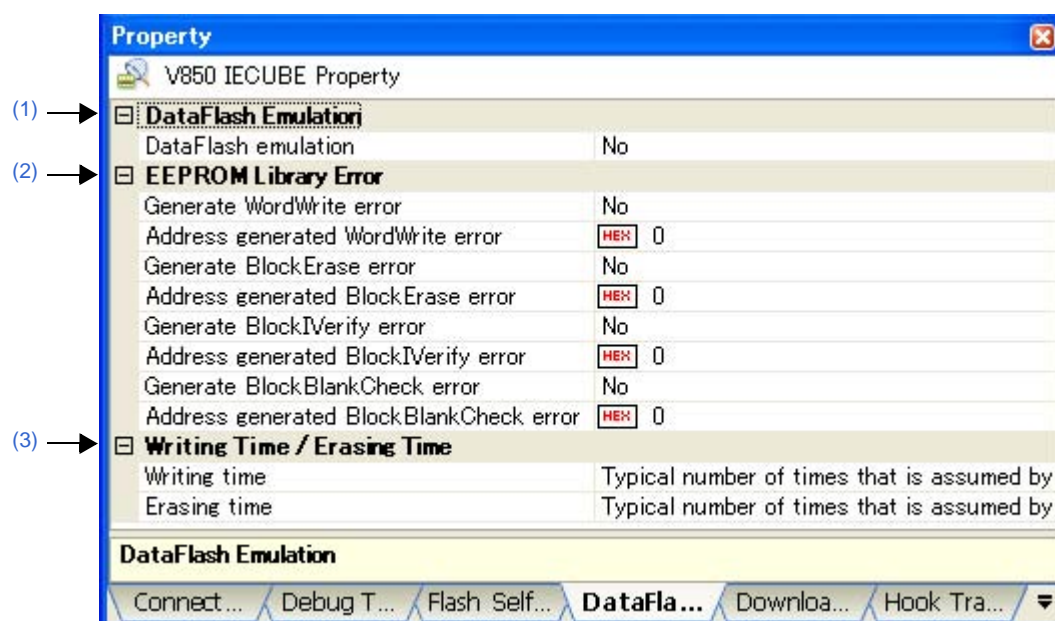 Property
V850 IECUBE Property
(1) DataFlash Emulation
DataFlash emulation No
(2) EEPROM Library Error
Generate WordWrite error No
Address generated WordWrite error HEX 0
Generate BlockErase error No
Address generated BlockErase error HEX 0
Generate BlockIVerify error No
Address generated BlockIVerify error HEX 0
Generate BlockBlankCheck error No
Address generated BlockBlankCheck error HEX 0
(3) Writing Time / Erasing Time
Writing time Typical number of times that is assumed by
Erasing time Typical number of times that is assumed by
DataFlash Emulation
Connect... Debug T... Flash Self... DataFla... Downloa... Hook Tra...